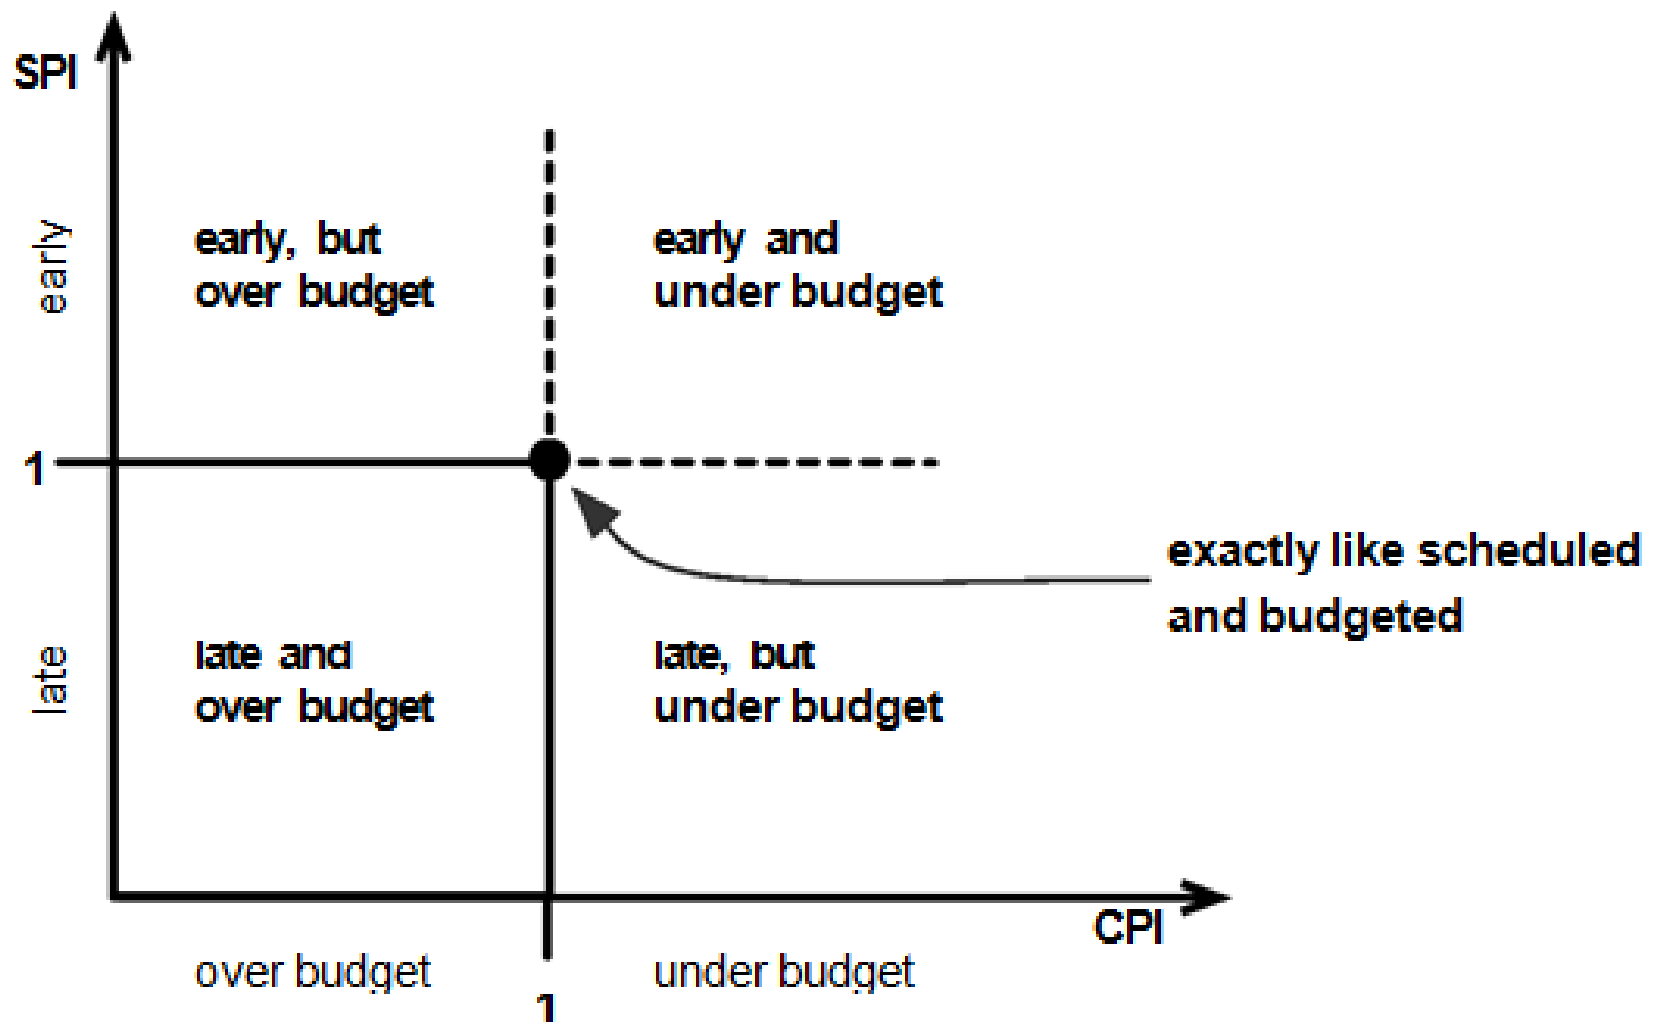 SPI
early
early, but
over budget
early and
under budget
1
exactly like scheduled
and budgeted
late
late and
over budget
late, but
under budget
CPI
over budget
under budget
1